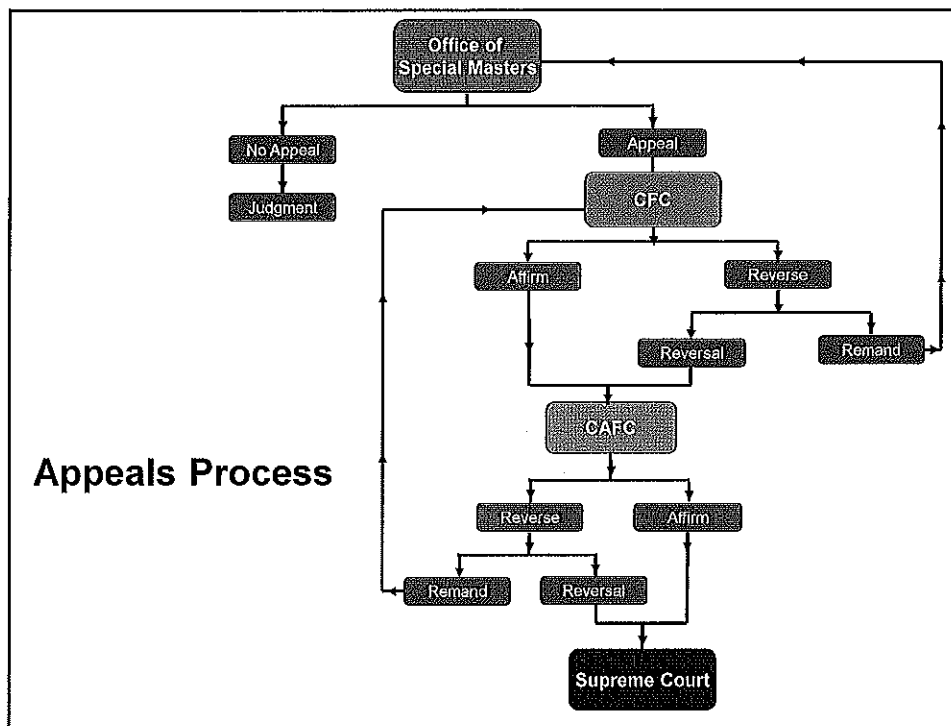 Office of
Special Masters
No Appeal
Appeal
Judgment
CFC
Affirm
Reverse
Reversal
Remand
CAFC
Appeals Process
Reverse
Affirm
Remand
Reversal
Supreme Court